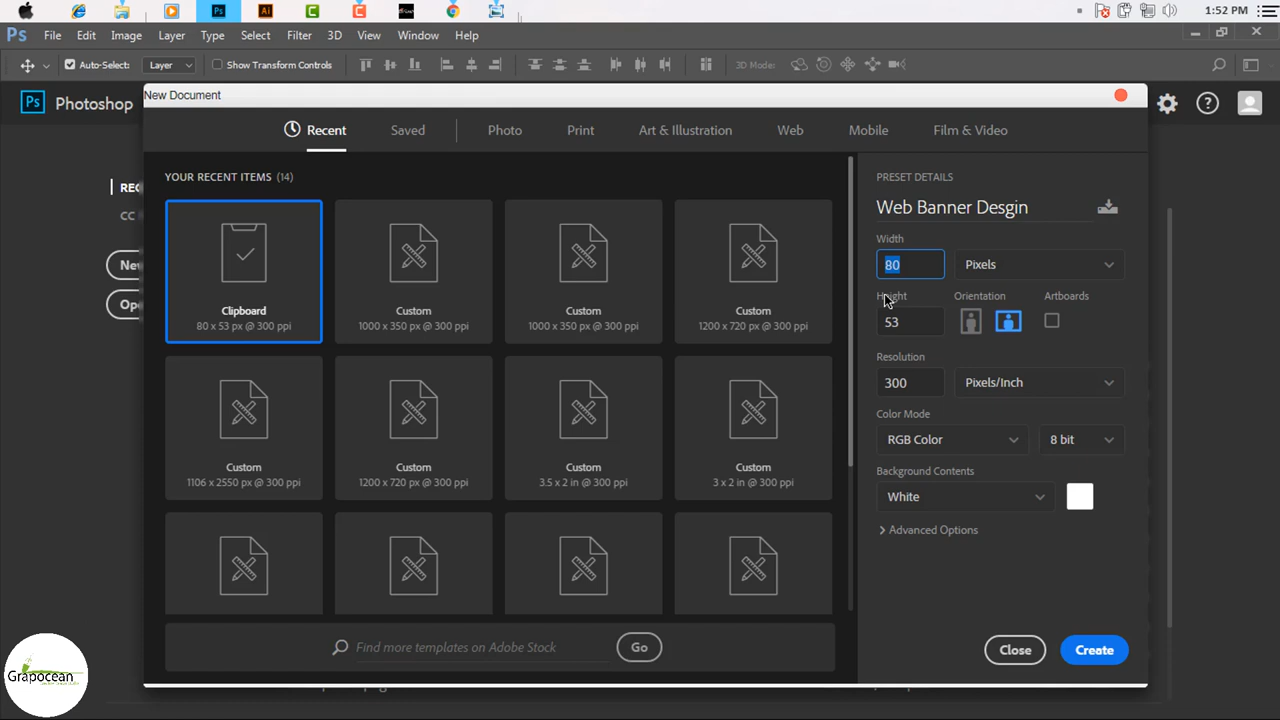 1:52 PM
Ps File Edit Image Layer Type Select Filter 3D View Window Help
Auto-Select: Layer Show Transform Controls 3D Mode:
Ps Photoshop
New Document
Recent Saved Photo Print Art & Illustration Web Mobile Film & Video
YOUR RECENT ITEMS (14)
Clipboard
80 x 53 px @ 300 ppi
Custom
1000 x 350 px @ 300 ppi
Custom
1000 x 350 px @ 300 ppi
Custom
1200 x 720 px @ 300 ppi
Custom
1106 x 2550 px @ 300 ppi
Custom
1200 x 720 px @ 300 ppi
Custom
3.5 x 2 in @ 300 ppi
Custom
3 x 2 in @ 300 ppi
Find more templates on Adobe Stock Go
PRESET DETAILS
Web Banner Desgin
Width
80 Pixels
Height Orientation Artboards
53
Resolution
300 Pixels/Inch
Color Mode
RGB Color 8 bit
Background Contents
White
Advanced Options
Close Create
Grapocean